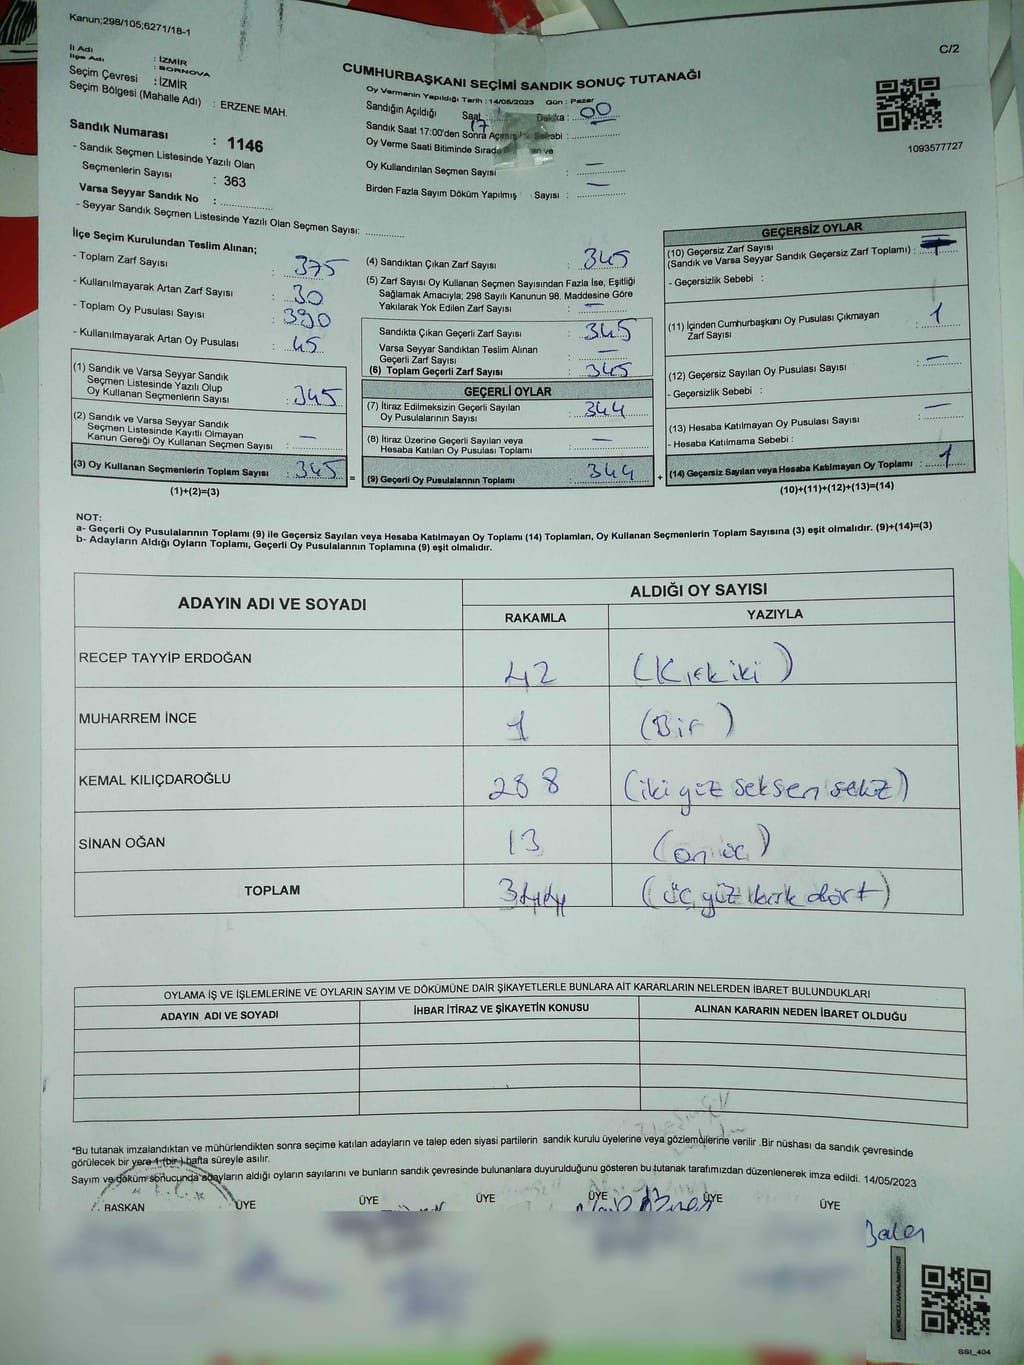 Kanun;298/105;6271/18-1
C/2
İl Adı : İZMİR
İlçe Adı : BORNOVA
Seçim Çevresi : İZMİR
Seçim Bölgesi (Mahalle Adı) : ERZENE MAH.
Sandık Numarası : 1146
- Sandık Seçmen Listesinde Yazılı Olan
Seçmenlerin Sayısı : 363
Varsa Seyyar Sandık No :
- Seyyar Sandık Seçmen Listesinde Yazılı Olan Seçmen Sayısı:
CUMHURBAŞKANI SEÇİMİ SANDIK SONUÇ TUTANAĞI
Oy Vermenin Yapıldığı Tarih : 14/05/2023 Gün : Pazar
Sandığın Açıldığı Saat : 17 Dakika : 00
Sandık Saat 17:00'den Sonra Açılmış
Oy Verme Saati Bitiminde Sırada
Oy Kullandırılan Seçmen Sayısı : —
Birden Fazla Sayım Döküm Yapılmış Sayısı : —
1093577727
İlçe Seçim Kurulundan Teslim Alınan;
- Toplam Zarf Sayısı : 375
- Kullanılmayarak Artan Zarf Sayısı : 30
- Toplam Oy Pusulası Sayısı : 390
- Kullanılmayarak Artan Oy Pusulası : 45
(1) Sandık ve Varsa Seyyar Sandık
Seçmen Listesinde Yazılı Olup
Oy Kullanan Seçmenlerin Sayısı : 345
(2) Sandık ve Varsa Seyyar Sandık
Seçmen Listesinde Kayıtlı Olmayan
Kanun Gereği Oy Kullanan Seçmen Sayısı : —
(3) Oy Kullanan Seçmenlerin Toplam Sayısı : 345
(1)+(2)=(3)
=
(4) Sandıktan Çıkan Zarf Sayısı : 345
(5) Zarf Sayısı Oy Kullanan Seçmen Sayısından Fazla İse, Eşitliği
Sağlamak Amacıyla; 298 Sayılı Kanunun 98. Maddesine Göre
Yakılarak Yok Edilen Zarf Sayısı : —
Sandıkta Çıkan Geçerli Zarf Sayısı : 345
Varsa Seyyar Sandıktan Teslim Alınan
Geçerli Zarf Sayısı : —
(6) Toplam Geçerli Zarf Sayısı : 345
GEÇERLİ OYLAR
(7) İtiraz Edilmeksizin Geçerli Sayılan
Oy Pusulalarının Sayısı : 344
(8) İtiraz Üzerine Geçerli Sayılan veya
Hesaba Katılan Oy Pusulası Toplamı : —
(9) Geçerli Oy Pusulalarının Toplamı : 344
+
GEÇERSİZ OYLAR
(10) Geçersiz Zarf Sayısı
(Sandık ve Varsa Seyyar Sandık Geçersiz Zarf Toplamı) :
- Geçersizlik Sebebi :
(11) İçinden Cumhurbaşkanı Oy Pusulası Çıkmayan
Zarf Sayısı : 1
(12) Geçersiz Sayılan Oy Pusulası Sayısı : —
- Geçersizlik Sebebi :
(13) Hesaba Katılmayan Oy Pusulası Sayısı : —
- Hesaba Katılmama Sebebi :
(14) Geçersiz Sayılan veya Hesaba Katılmayan Oy Toplamı : 1
(10)+(11)+(12)+(13)=(14)
NOT:
a- Geçerli Oy Pusulalarının Toplamı (9) ile Geçersiz Sayılan veya Hesaba Katılmayan Oy Toplamı (14) Toplamları, Oy Kullanan Seçmenlerin Toplam Sayısına (3) eşit olmalıdır. (9)+(14)=(3)
b- Adayların Aldığı Oyların Toplamı, Geçerli Oy Pusulalarının Toplamına (9) eşit olmalıdır.
ADAYIN ADI VE SOYADI
ALDIĞI OY SAYISI
RAKAMLA YAZIYLA
RECEP TAYYİP ERDOĞAN 42 (Kırk iki)
MUHARREM İNCE 1 (Bir)
KEMAL KILIÇDAROĞLU 288 (iki yüz seksen sekiz)
SİNAN OĞAN 13 (on üç)
TOPLAM 344 (üç yüz kırk dört)
OYLAMA İŞ VE İŞLEMLERİNE VE OYLARIN SAYIM VE DÖKÜMÜNE DAİR ŞİKAYETLERLE BUNLARA AİT KARARLARIN NELERDEN İBARET BULUNDUKLARI
ADAYIN ADI VE SOYADI İHBAR İTİRAZ VE ŞİKAYETİN KONUSU ALINAN KARARIN NEDEN İBARET OLDUĞU
*Bu tutanak imzalandıktan ve mühürlendikten sonra seçime katılan adayların ve talep eden siyasi partilerin sandık kurulu üyelerine veya gözlemcilerine verilir .Bir nüshası da sandık çevresinde
görülecek bir yere 1 (bir ) hafta süreyle asılır.
Sayım ve döküm sonucunda adayların aldığı oyların sayılarını ve bunların sandık çevresinde bulunanlara duyurulduğunu gösteren bu tutanak tarafımızdan düzenlenerek imza edildi. 14/05/2023
BAŞKAN ÜYE ÜYE ÜYE ÜYE ÜYE ÜYE
SSI_404